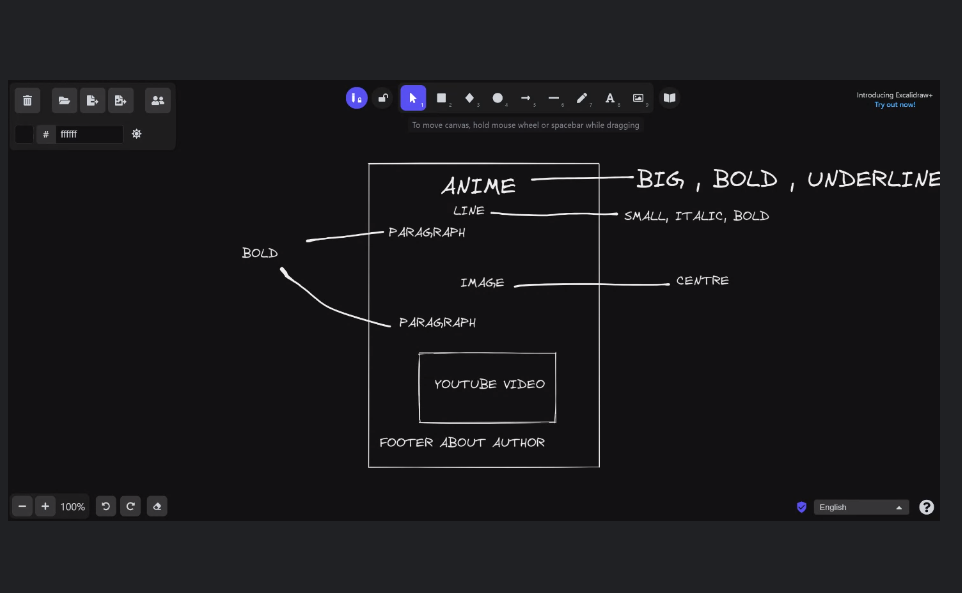 Introducing Excalidraw+
Try out now!
# ffffff
1
2
3
4
5
6
7
8
9
To move canvas, hold mouse wheel or spacebar while dragging
ANIME
BIG , BOLD , UNDERLINE
LINE
SMALL, ITALIC, BOLD
PARAGRAPH
BOLD
IMAGE
CENTRE
PARAGRAPH
YOUTUBE VIDEO
FOOTER ABOUT AUTHOR
100%
English